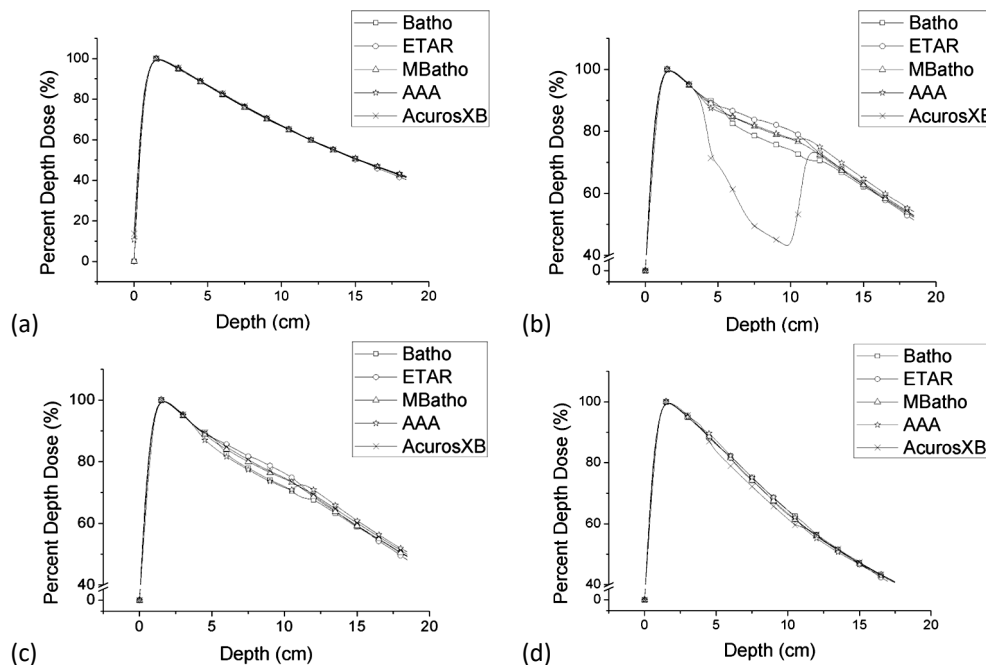 Batho
ETAR
MBatho
AAA
AcurosXB
Percent Depth Dose (%)
100
80
60
40
20
0
0 5 10 15 20
Depth (cm)
(a)
Batho
ETAR
MBatho
AAA
AcurosXB
Percent Depth Dose (%)
100
80
60
40
0
0 5 10 15 20
Depth (cm)
(b)
Batho
ETAR
MBatho
AAA
AcurosXB
Percent Depth Dose (%)
100
80
60
40
0
0 5 10 15 20
Depth (cm)
(c)
Batho
ETAR
MBatho
AAA
AcurosXB
Percent Depth Dose (%)
100
80
60
40
0
0 5 10 15 20
Depth (cm)
(d)